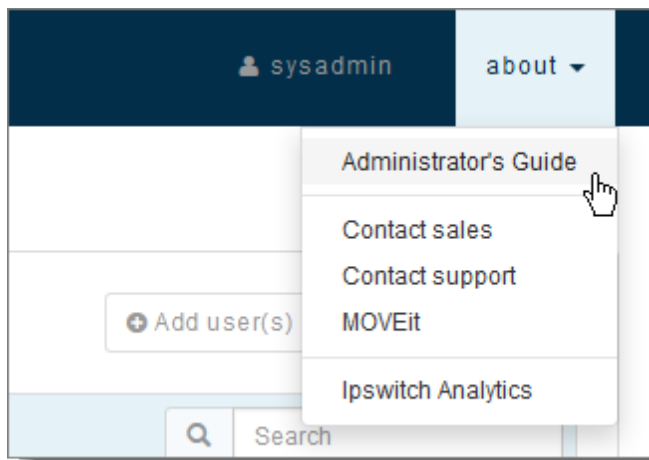 sysadmin about
Administrator's Guide
Contact sales
Contact support
Add user(s) MOVEit
Ipswitch Analytics
Search